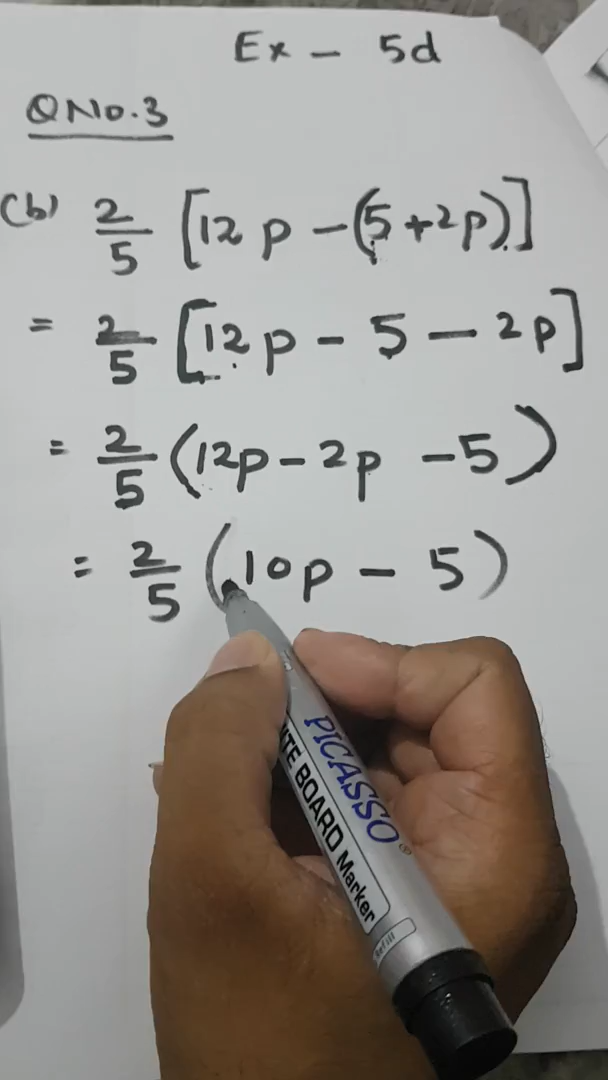 Ex - 5d
Q No. 3
(b) 2/5 [12p - (5 + 2p)]
= 2/5 [12p - 5 - 2p]
= 2/5 (12p - 2p - 5)
= 2/5 (10p - 5)
PICASSO
WHITE BOARD Marker
Refill